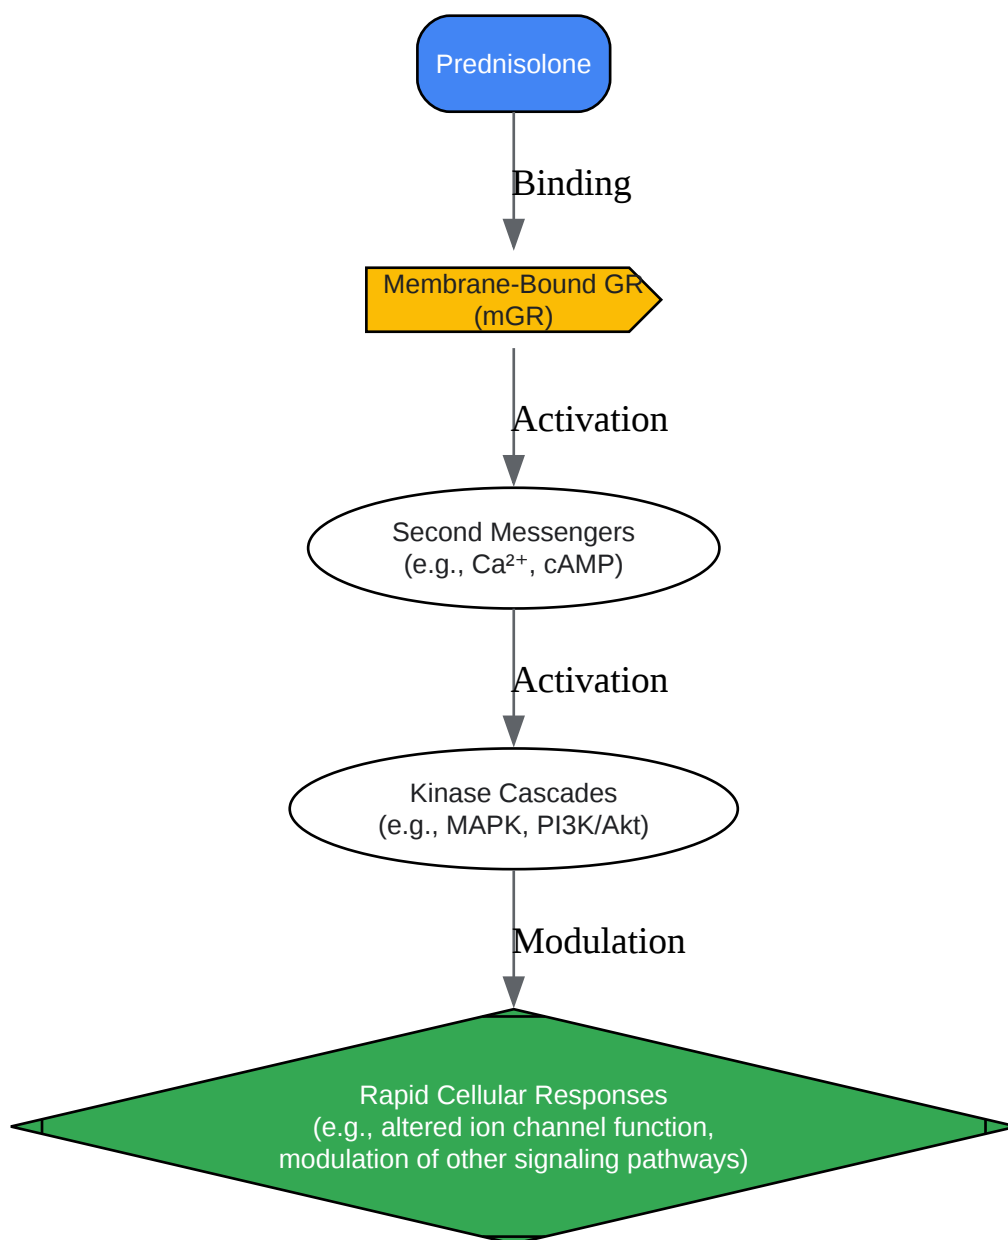 Prednisolone
Binding
Membrane-Bound GR
(mGR)
Activation
Second Messengers
(e.g., Ca²⁺, cAMP)
Activation
Kinase Cascades
(e.g., MAPK, PI3K/Akt)
Modulation
Rapid Cellular Responses
(e.g., altered ion channel function,
modulation of other signaling pathways)